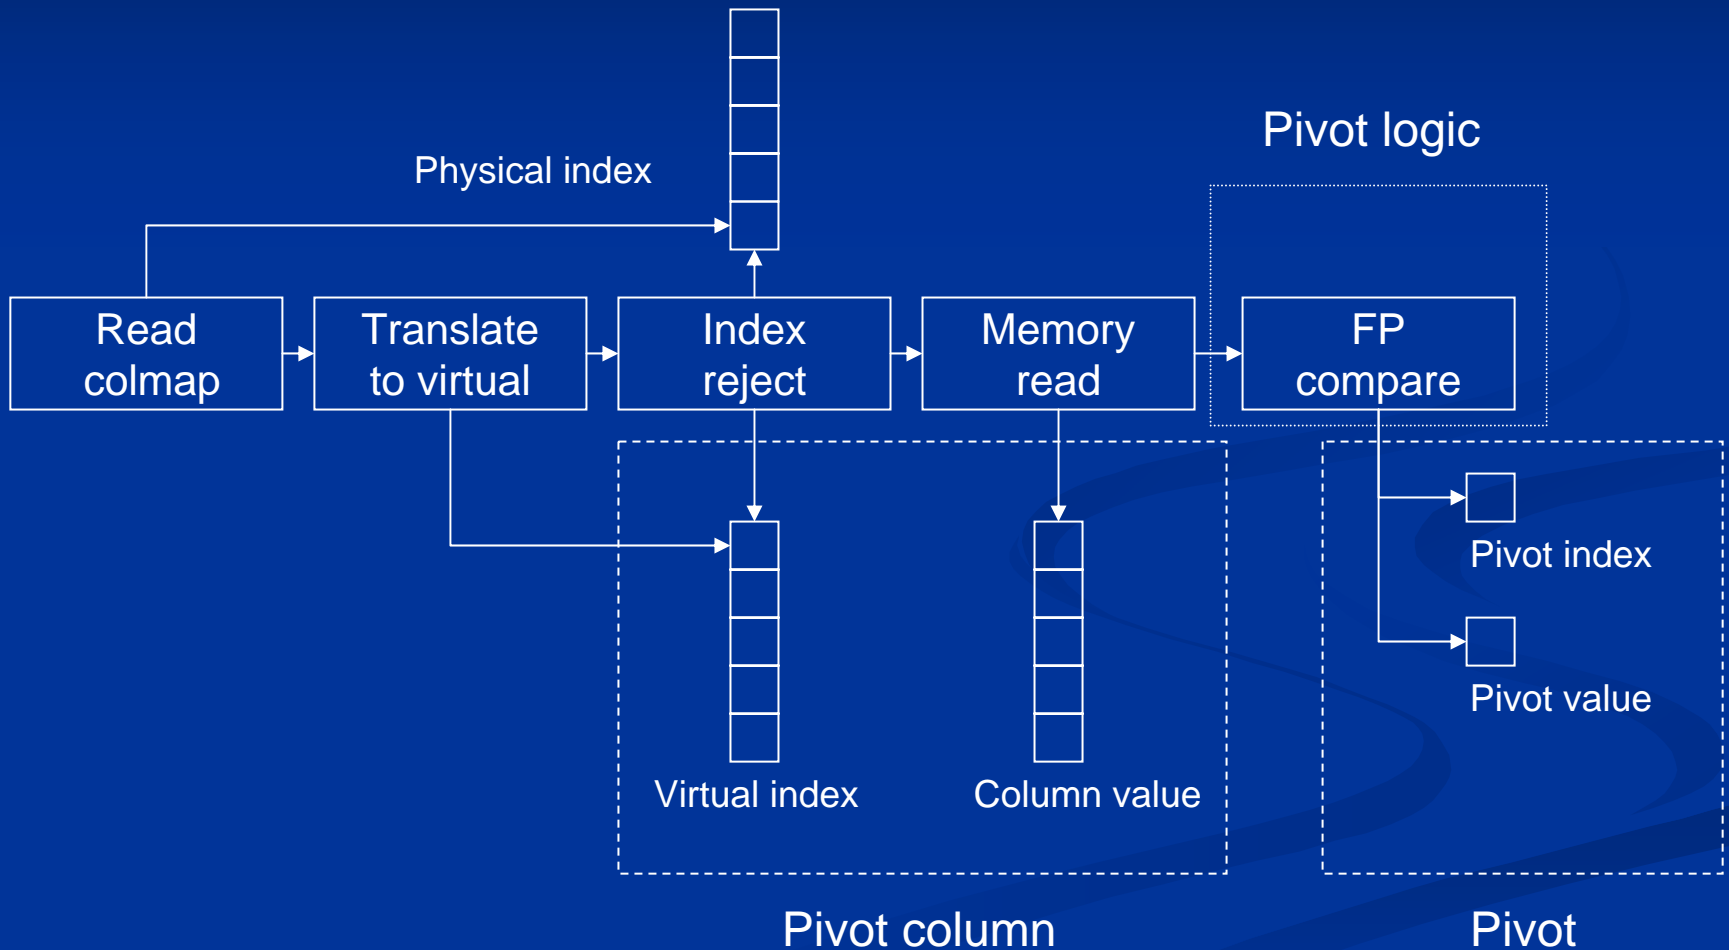 Pivot logic
Physical index
Read
colmap
Translate
to virtual
Index
reject
Memory
read
FP
compare
Pivot index
Pivot value
Virtual index
Column value
Pivot column
Pivot